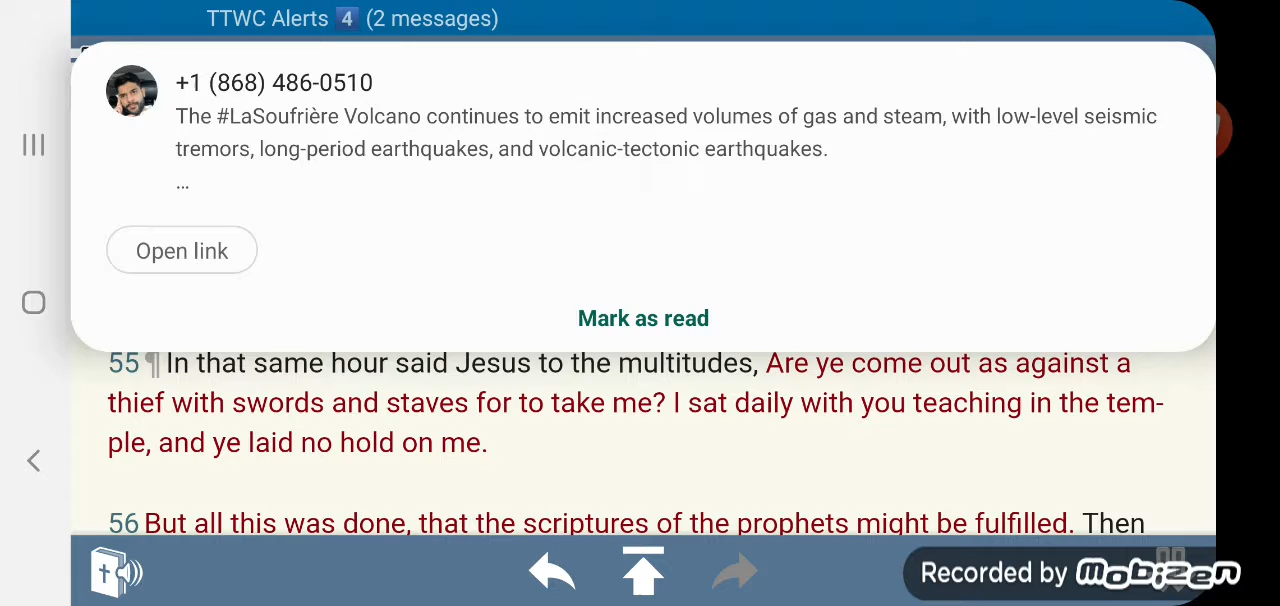 TTWC Alerts 4 (2 messages)
+1 (868) 486-0510
The #LaSoufrière Volcano continues to emit increased volumes of gas and steam, with low-level seismic
tremors, long-period earthquakes, and volcanic-tectonic earthquakes.
...
Open link
Mark as read
55 ¶ In that same hour said Jesus to the multitudes, Are ye come out as against a
thief with swords and staves for to take me? I sat daily with you teaching in the tem-
ple, and ye laid no hold on me.
56 But all this was done, that the scriptures of the prophets might be fulfilled. Then
Recorded by mobizen